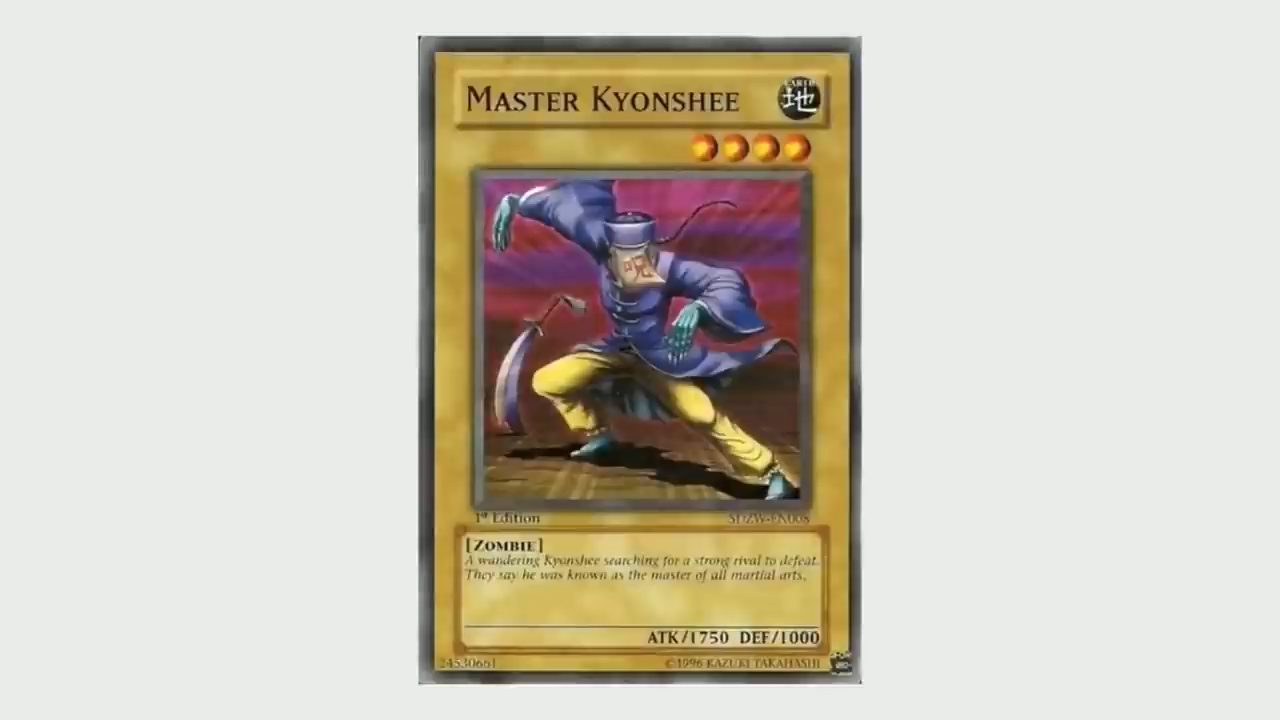 MASTER KYONSHEE
EARTH
地
呪
1st Edition
SDZW-EN008
[ZOMBIE]
A wandering Kyonshee searching for a strong rival to defeat.
They say he was known as the master of all martial arts.
ATK/1750 DEF/1000
24530661
©1996 KAZUKI TAKAHASHI